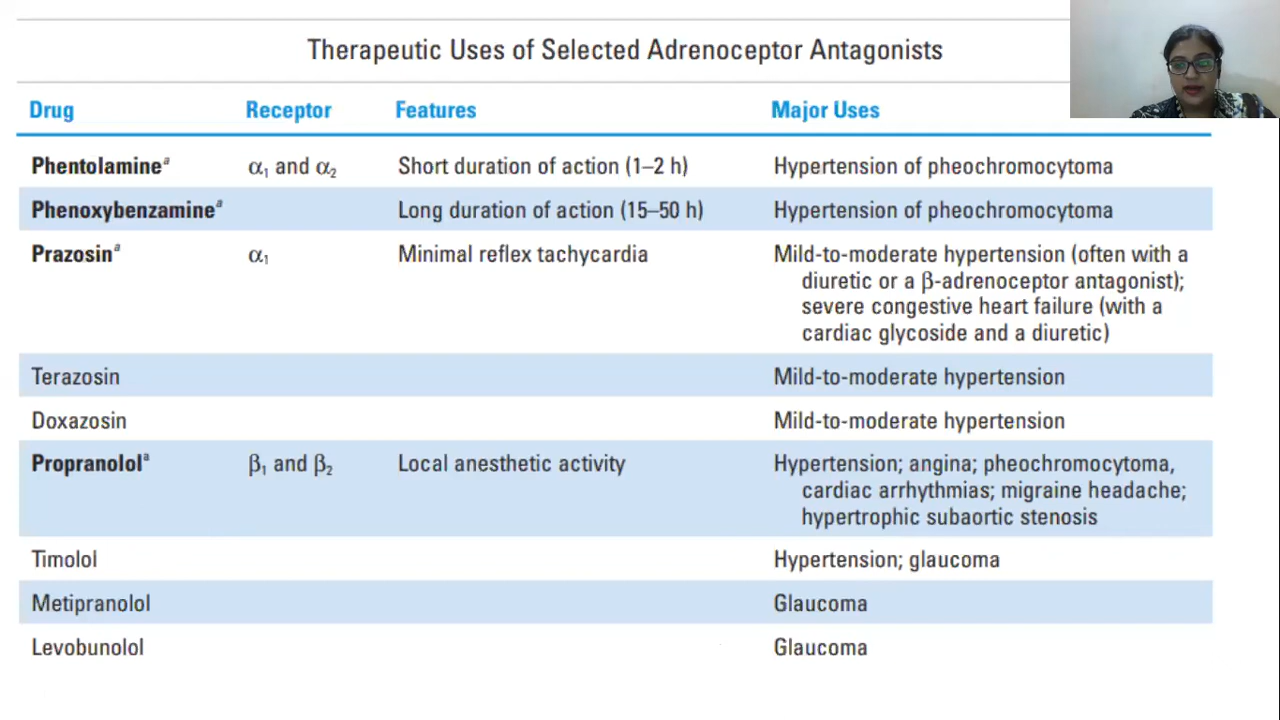 Therapeutic Uses of Selected Adrenoceptor Antagonists
Drug Receptor Features Major Uses
Phentolamineᵃ α₁ and α₂ Short duration of action (1–2 h) Hypertension of pheochromocytoma
Phenoxybenzamineᵃ Long duration of action (15–50 h) Hypertension of pheochromocytoma
Prazosinᵃ α₁ Minimal reflex tachycardia Mild-to-moderate hypertension (often with a
diuretic or a β-adrenoceptor antagonist);
severe congestive heart failure (with a
cardiac glycoside and a diuretic)
Terazosin Mild-to-moderate hypertension
Doxazosin Mild-to-moderate hypertension
Propranololᵃ β₁ and β₂ Local anesthetic activity Hypertension; angina; pheochromocytoma,
cardiac arrhythmias; migraine headache;
hypertrophic subaortic stenosis
Timolol Hypertension; glaucoma
Metipranolol Glaucoma
Levobunolol Glaucoma